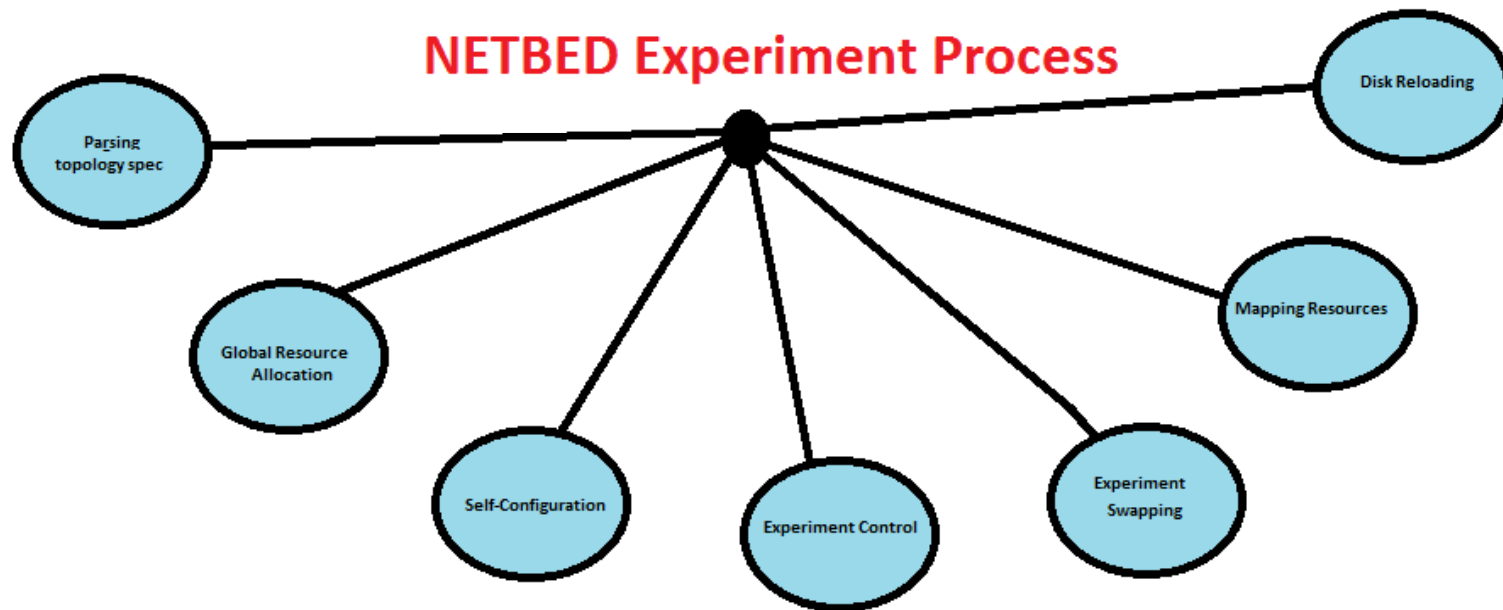 NETBED Experiment Process
Disk Reloading
Parsing
topology spec
Mapping Resources
Global Resource
Allocation
Self-Configuration
Experiment Control
Experiment
Swapping